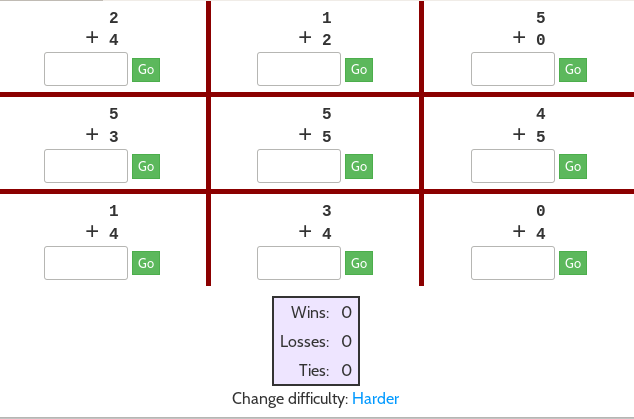 2 1 5
+ 4 + 2 + 0
Go Go Go
5 5 4
+ 3 + 5 + 5
Go Go Go
1 3 0
+ 4 + 4 + 4
Go Go Go
Wins: 0
Losses: 0
Ties: 0
Change difficulty: Harder